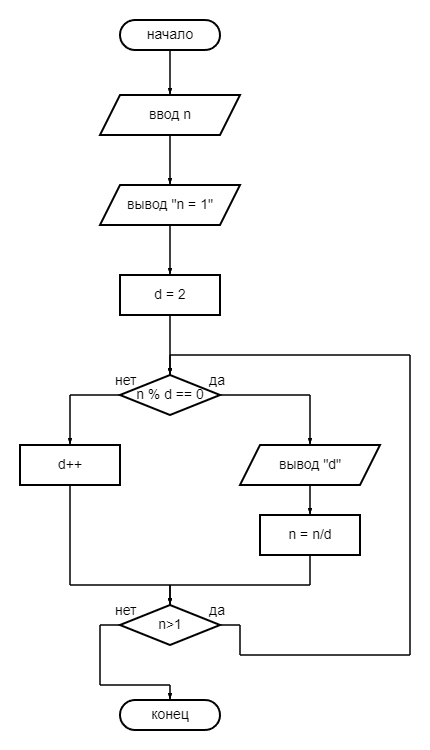 начало
ввод n
вывод "n = 1"
d = 2
нет
да
n % d == 0
d++
вывод "d"
n = n/d
нет
да
n>1
конец